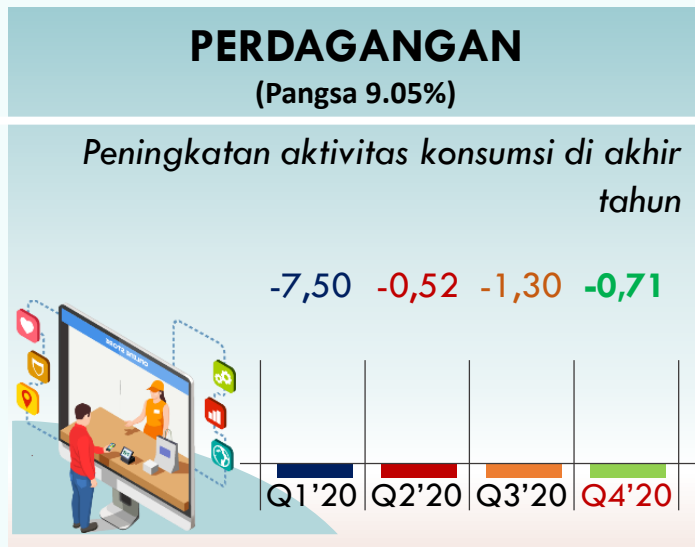 PERDAGANGAN
(Pangsa 9.05%)
Peningkatan aktivitas konsumsi di akhir
tahun
-7,50 -0,52 -1,30 -0,71
Q1’20 Q2’20 Q3’20 Q4’20